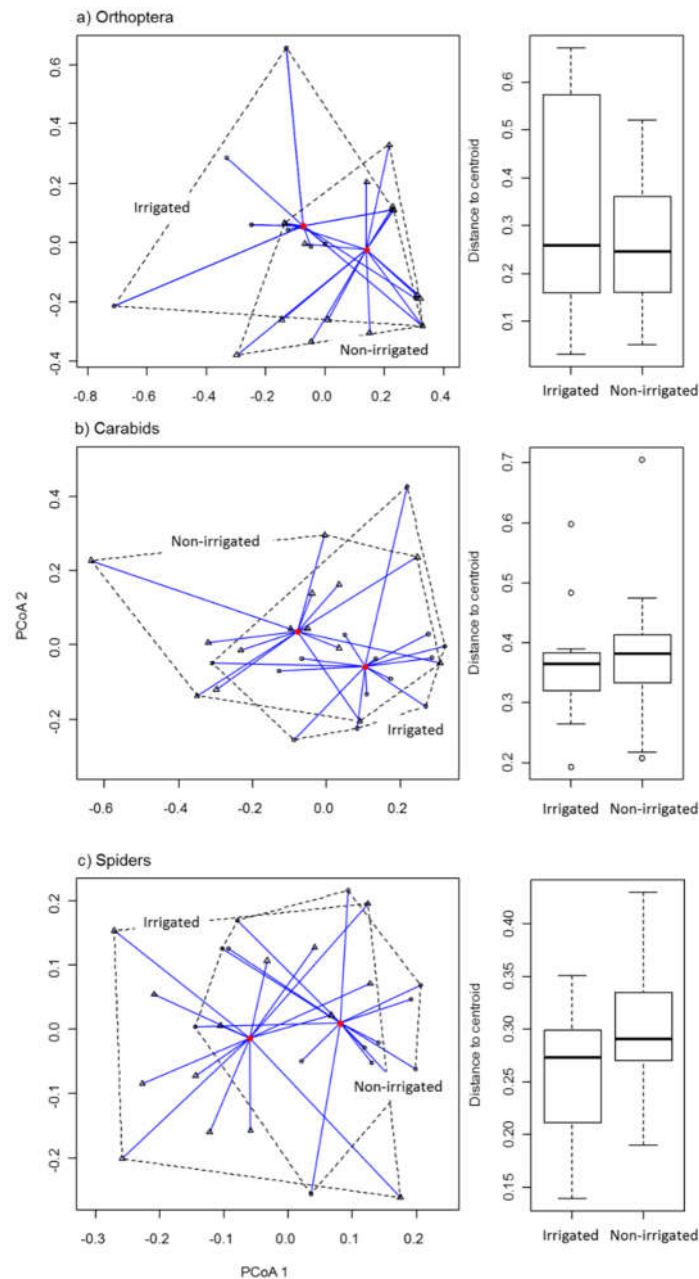 a) Orthoptera
0.6
0.4
0.2
0.0
-0.2
-0.4
Irrigated
Non-irrigated
-0.8
-0.6
-0.4
-0.2
0.0
0.2
0.4
Distance to centroid
0.6
0.5
0.4
0.3
0.2
0.1
Irrigated
Non-irrigated
b) Carabids
PCoA 2
0.4
0.2
0.0
-0.2
Non-irrigated
Irrigated
-0.6
-0.4
-0.2
0.0
0.2
Distance to centroid
0.7
0.6
0.5
0.4
0.3
0.2
Irrigated
Non-irrigated
c) Spiders
0.2
0.1
0.0
-0.1
-0.2
Irrigated
Non-irrigated
-0.3
-0.2
-0.1
0.0
0.1
0.2
PCoA 1
Distance to centroid
0.40
0.35
0.30
0.25
0.20
0.15
Irrigated
Non-irrigated